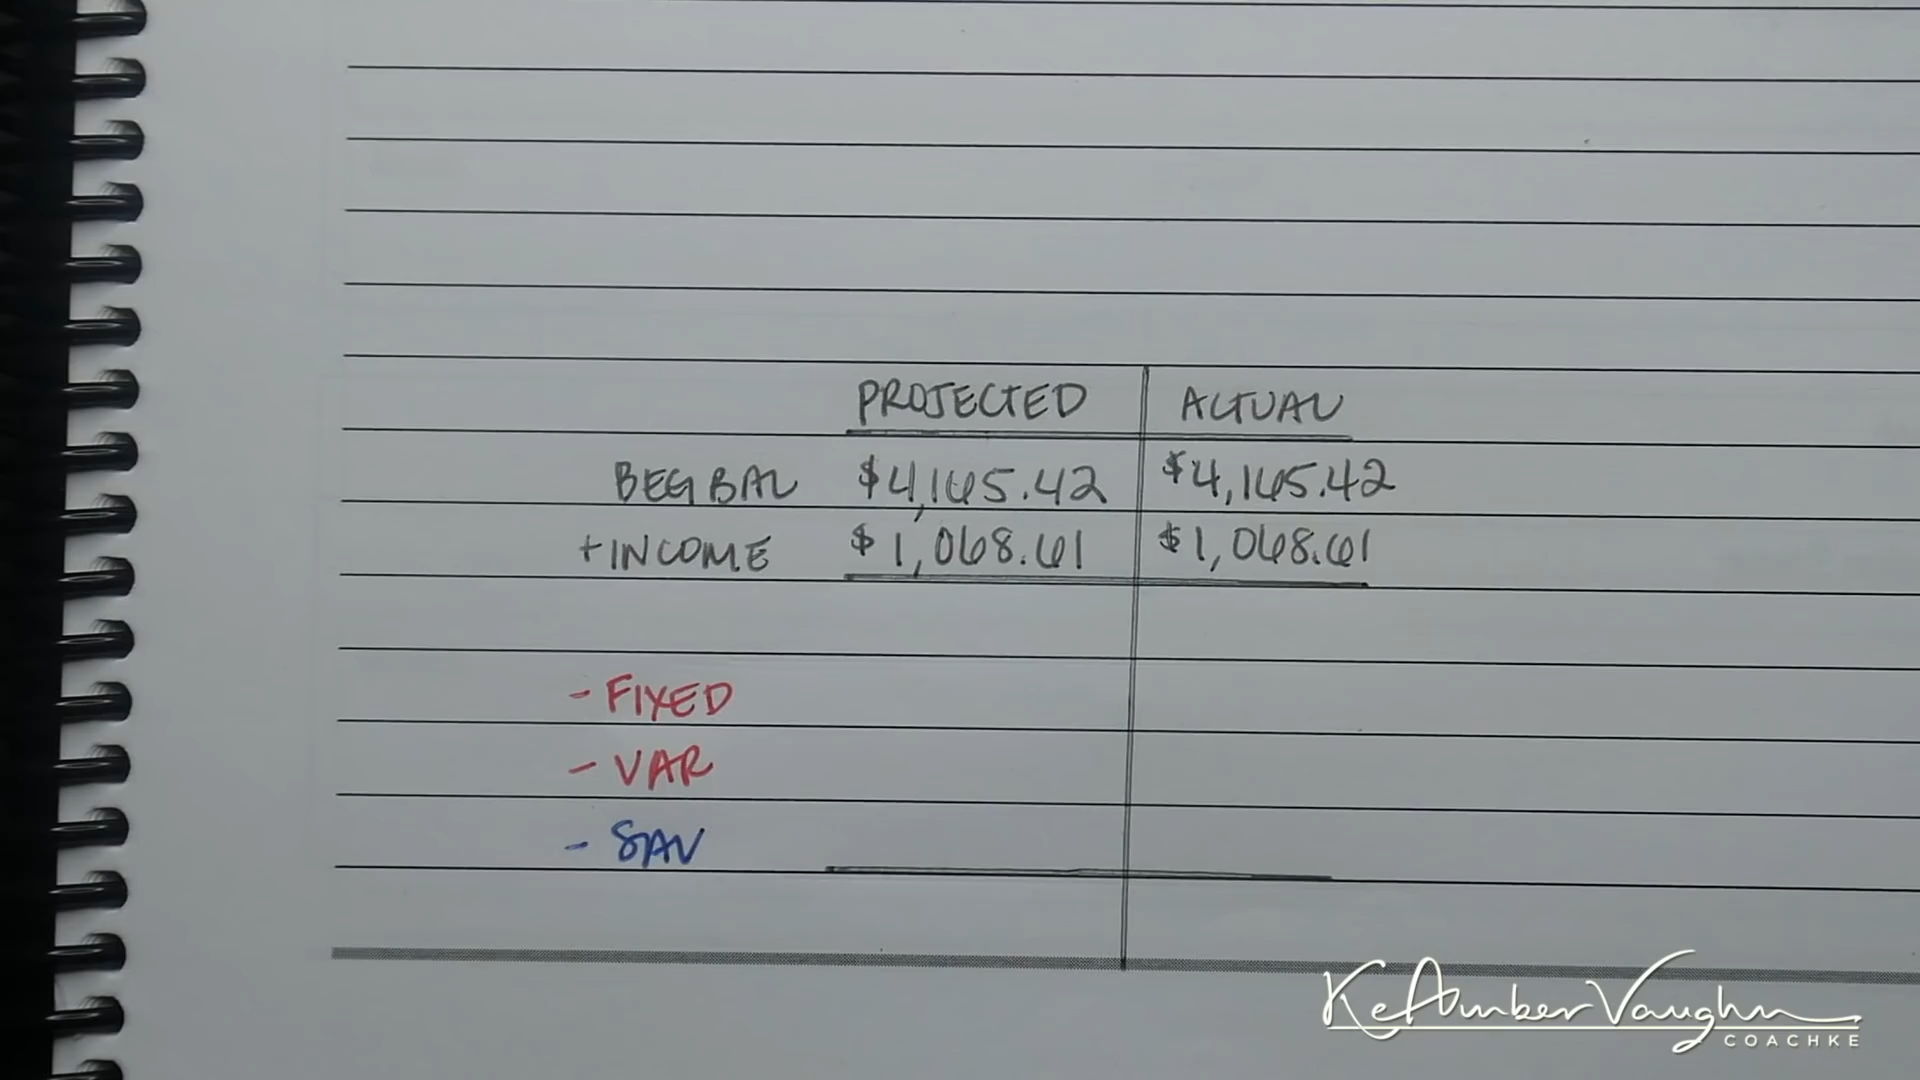 PROJECTED ACTUAL
BEG BAL $4,165.42 $4,165.42
+ INCOME $1,068.61 $1,068.61
- FIXED
- VAR
- SAV
KeAmber Vaughn
COACHKE